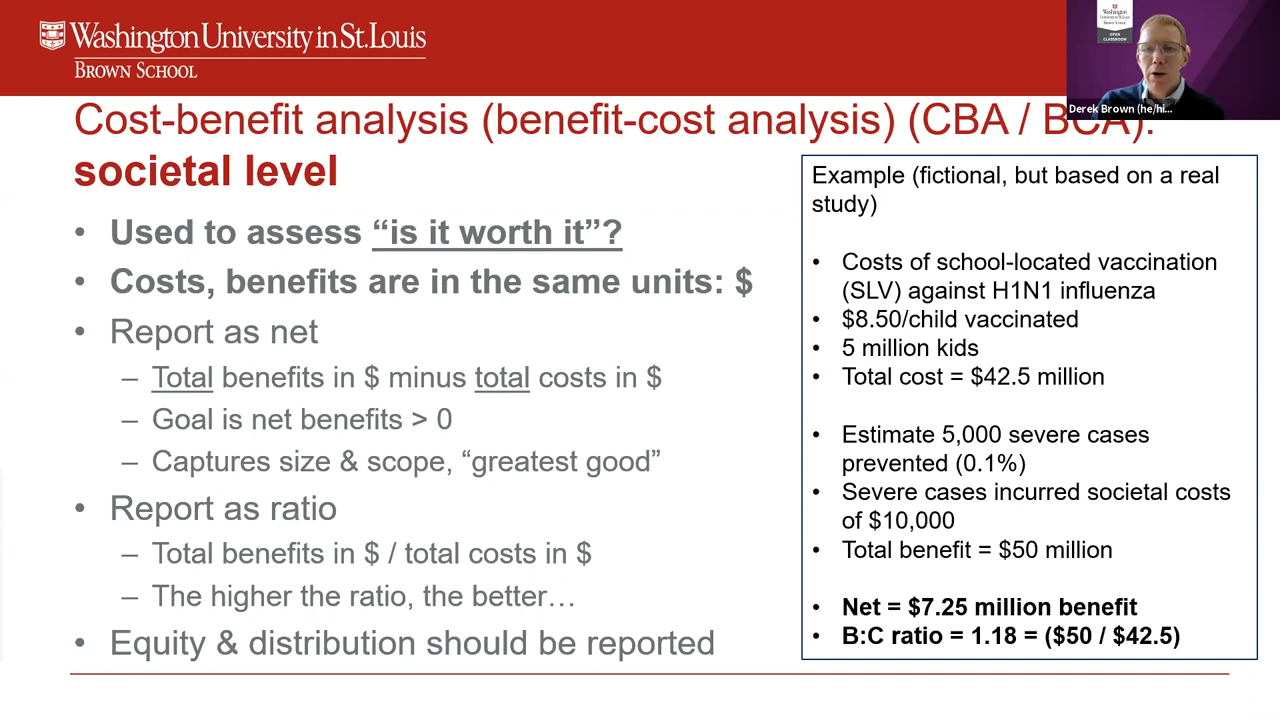 Washington University in St. Louis
BROWN SCHOOL
Washington
University in St. Louis
OPEN
CLASSROOM
Derek Brown (he/hi...
Cost-benefit analysis (benefit-cost analysis) (CBA / BCA):
societal level
• Used to assess “is it worth it”?
• Costs, benefits are in the same units: $
• Report as net
– Total benefits in $ minus total costs in $
– Goal is net benefits > 0
– Captures size & scope, “greatest good”
• Report as ratio
– Total benefits in $ / total costs in $
– The higher the ratio, the better…
• Equity & distribution should be reported
Example (fictional, but based on a real
study)
• Costs of school-located vaccination
(SLV) against H1N1 influenza
• $8.50/child vaccinated
• 5 million kids
• Total cost = $42.5 million
• Estimate 5,000 severe cases
prevented (0.1%)
• Severe cases incurred societal costs
of $10,000
• Total benefit = $50 million
• Net = $7.25 million benefit
• B:C ratio = 1.18 = ($50 / $42.5)